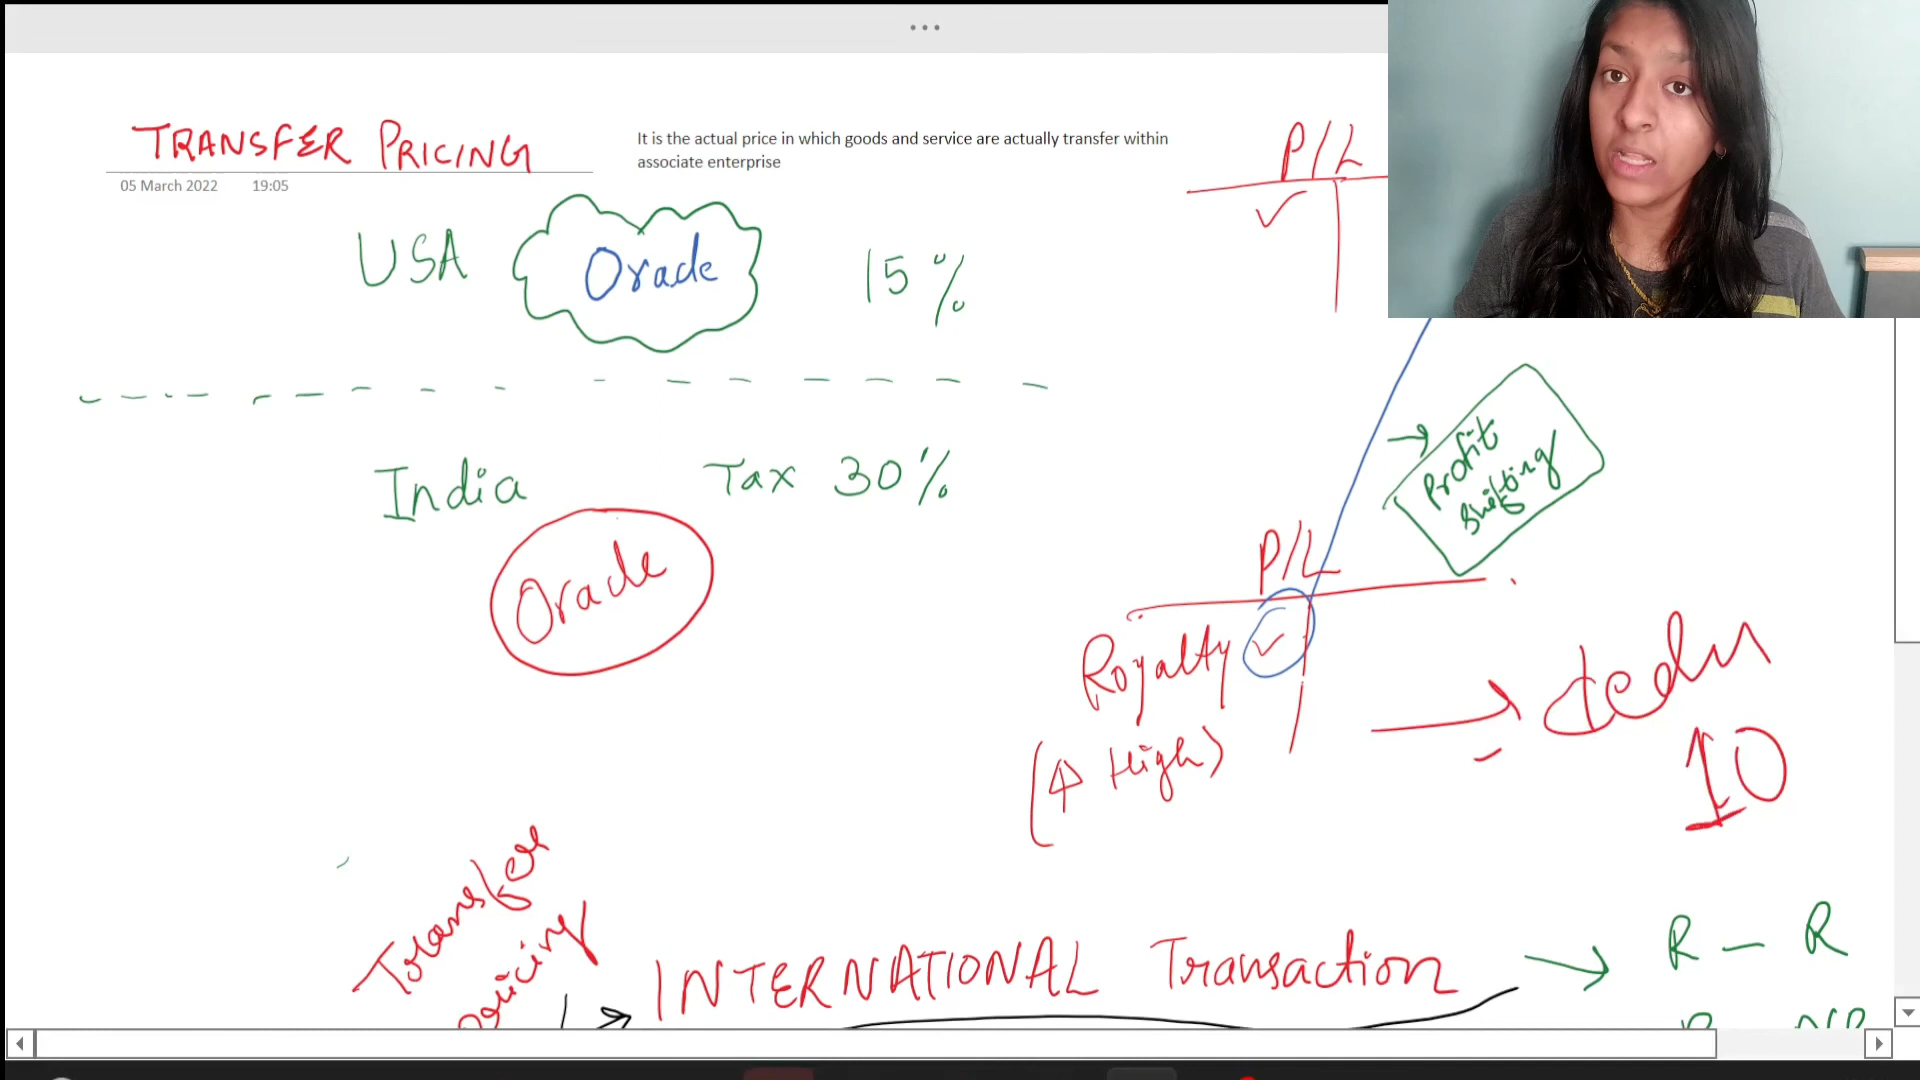 TRANSFER PRICING
It is the actual price in which goods and service are actually transfer within
associate enterprise
05 March 2022 19:05
P/L
USA Oracle 15%
India Tax 30%
Oracle
Profit
Shifting
P/L
Royalty
(↑ High)
10
Transfer
pricing
INTERNATIONAL Transaction
R - R